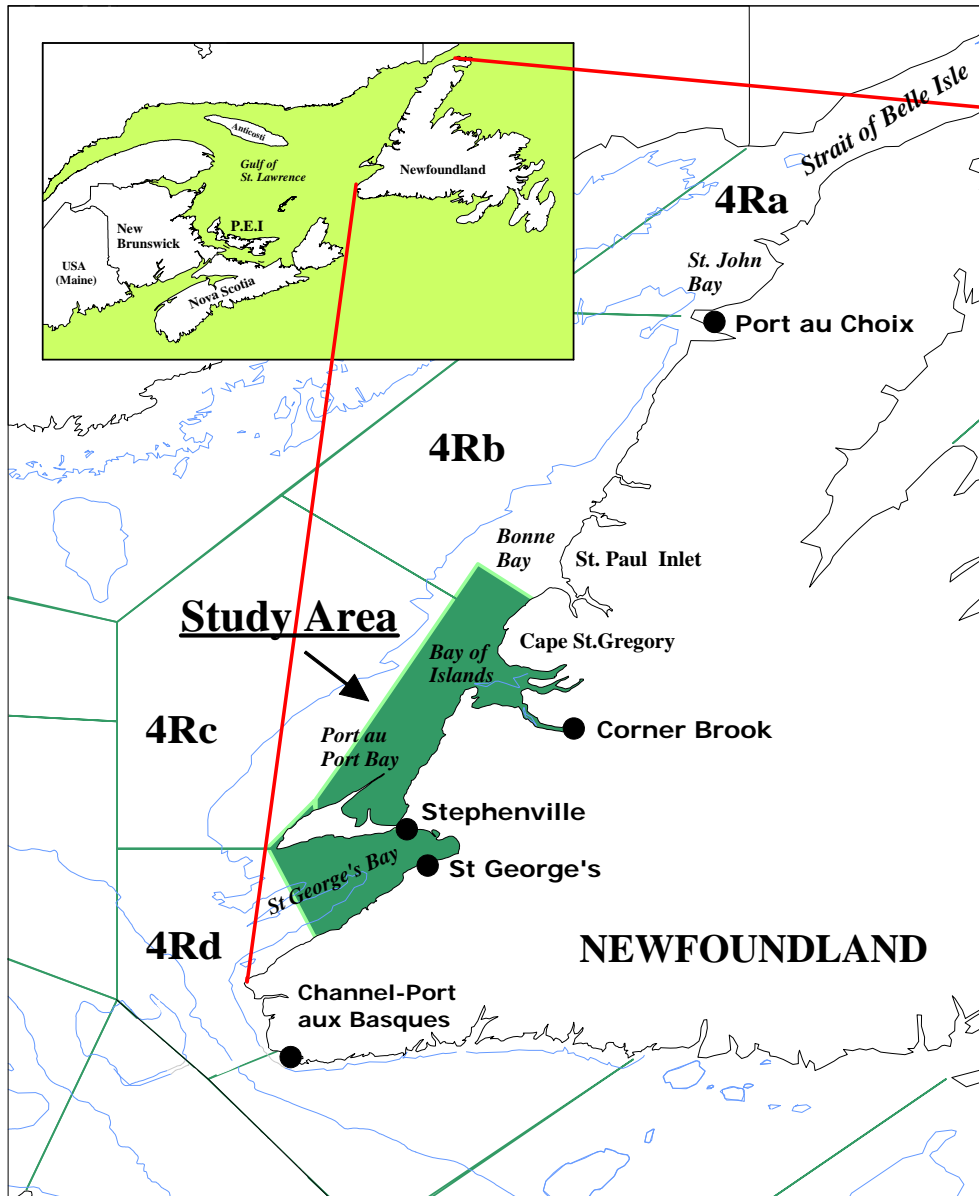 Strait of Belle Isle
Anticosti
Gulf of
St. Lawrence
Newfoundland
4Ra
New
Brunswick
P.E.I
St. John
Bay
USA
(Maine)
Nova Scotia
Port au Choix
4Rb
Bonne
Bay
St. Paul Inlet
Study Area
Cape St.Gregory
Bay of
Islands
4Rc
Port au
Port Bay
Corner Brook
Stephenville
St George's Bay
St George's
4Rd
NEWFOUNDLAND
Channel-Port
aux Basques